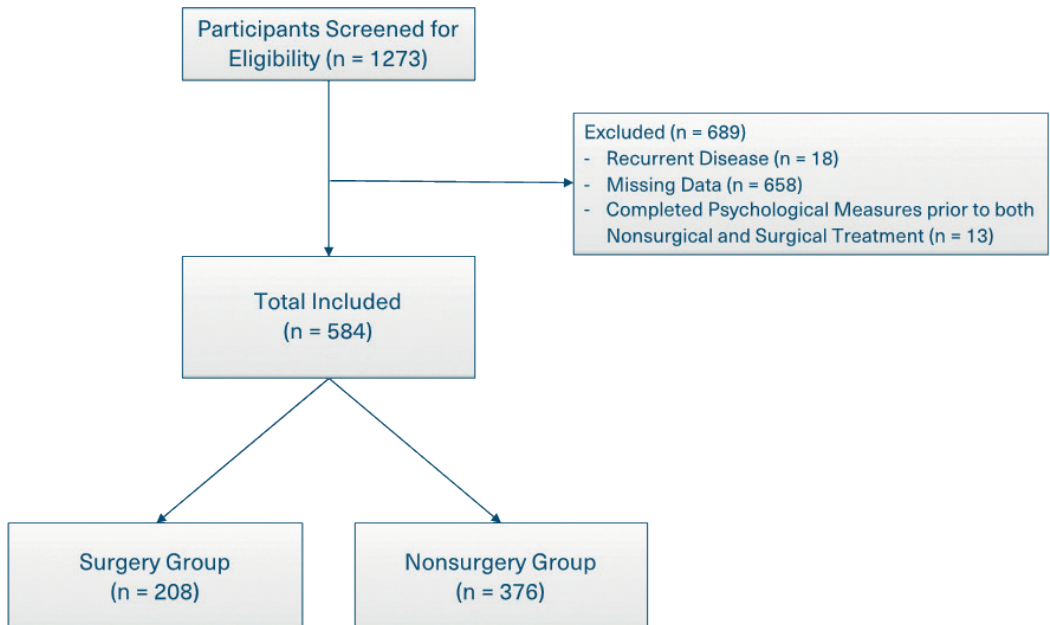 Participants Screened for
Eligibility (n = 1273)
Excluded (n = 689)
- Recurrent Disease (n = 18)
- Missing Data (n = 658)
- Completed Psychological Measures prior to both
Nonsurgical and Surgical Treatment (n = 13)
Total Included
(n = 584)
Surgery Group
(n = 208)
Nonsurgery Group
(n = 376)